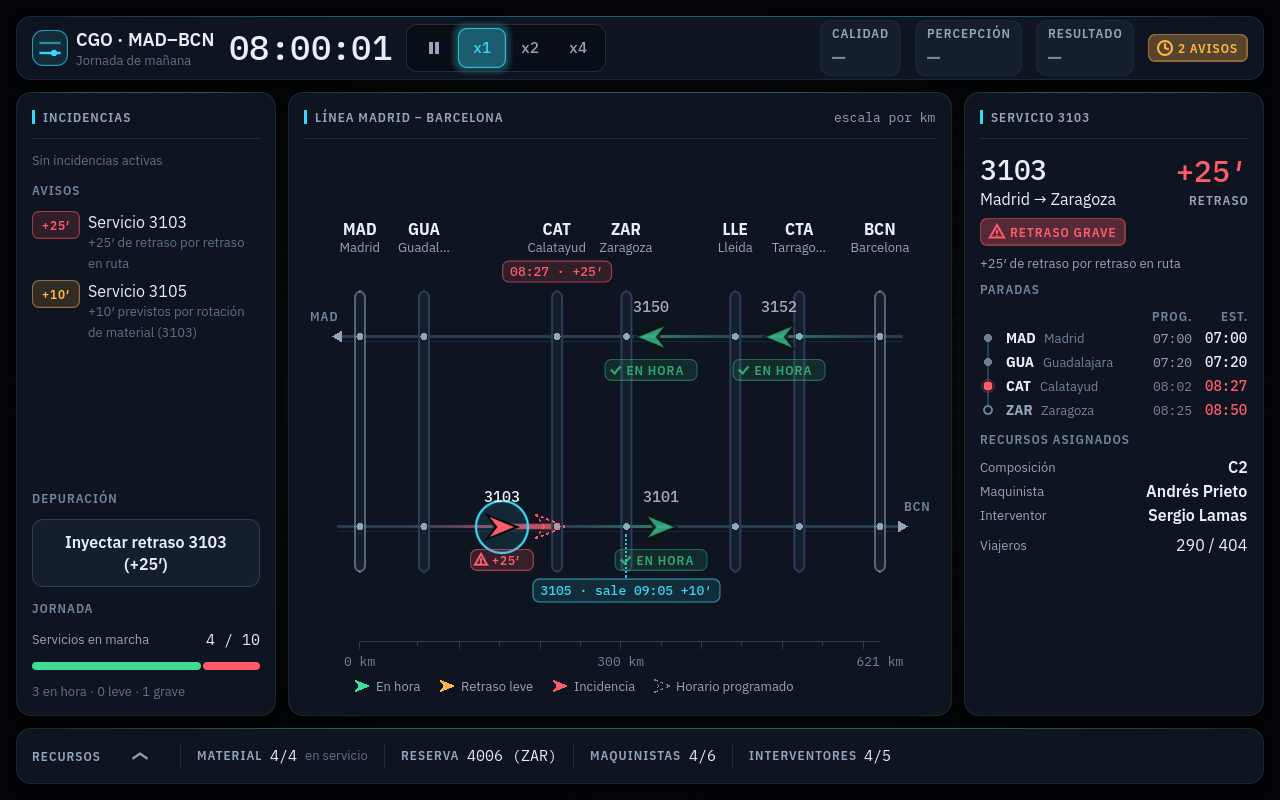 CGO · MAD–BCN
Jornada de mañana
08:00:01
x1
x2
x4
CALIDAD
—
PERCEPCIÓN
—
RESULTADO
—
2 AVISOS
INCIDENCIAS
Sin incidencias activas
AVISOS
+25′
Servicio 3103
+25′ de retraso por retraso
en ruta
+10′
Servicio 3105
+10′ previstos por rotación
de material (3103)
DEPURACIÓN
Inyectar retraso 3103
(+25′)
JORNADA
Servicios en marcha
4 / 10
3 en hora · 0 leve · 1 grave
LÍNEA MADRID – BARCELONA
escala por km
MAD
GUA
CAT
ZAR
LLE
CTA
BCN
Madrid
Guadal…
Calatayud
Zaragoza
Lleida
Tarrago…
Barcelona
08:27 · +25′
3150
3152
MAD
EN HORA
EN HORA
3103
3101
BCN
+25′
EN HORA
3105 · sale 09:05 +10′
0 km
300 km
621 km
En hora
Retraso leve
Incidencia
Horario programado
SERVICIO 3103
3103
+25′
Madrid → Zaragoza
RETRASO
RETRASO GRAVE
+25′ de retraso por retraso en ruta
PARADAS
PROG.
EST.
MAD Madrid 07:00 07:00
GUA Guadalajara 07:20 07:20
CAT Calatayud 08:02 08:27
ZAR Zaragoza 08:25 08:50
RECURSOS ASIGNADOS
Composición C2
Maquinista Andrés Prieto
Interventor Sergio Lamas
Viajeros 290 / 404
RECURSOS
MATERIAL 4/4 en servicio
RESERVA 4006 (ZAR)
MAQUINISTAS 4/6
INTERVENTORES 4/5